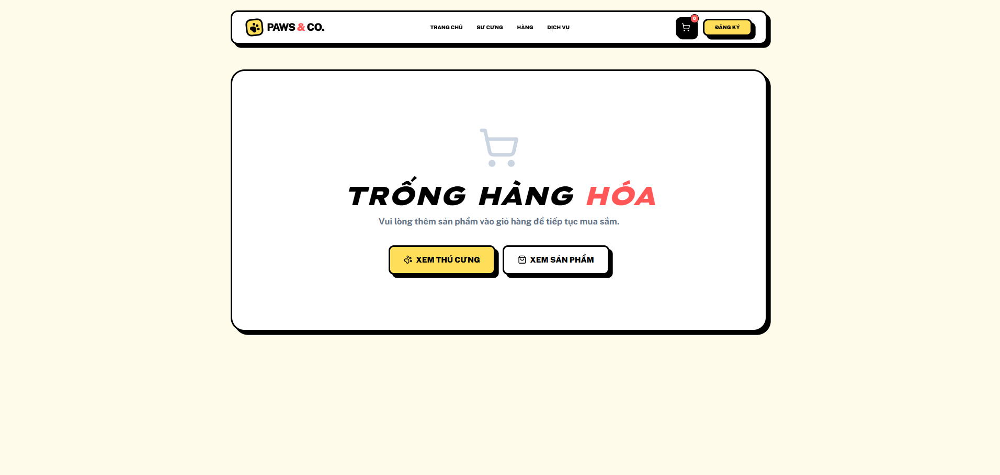 PAWS & CO.
TRANG CHỦ
SƯ CƯNG
HÀNG
DỊCH VỤ
0
ĐĂNG KÝ
TRỐNG HÀNG HÓA
Vui lòng thêm sản phẩm vào giỏ hàng để tiếp tục mua sắm.
XEM THÚ CƯNG
XEM SẢN PHẨM